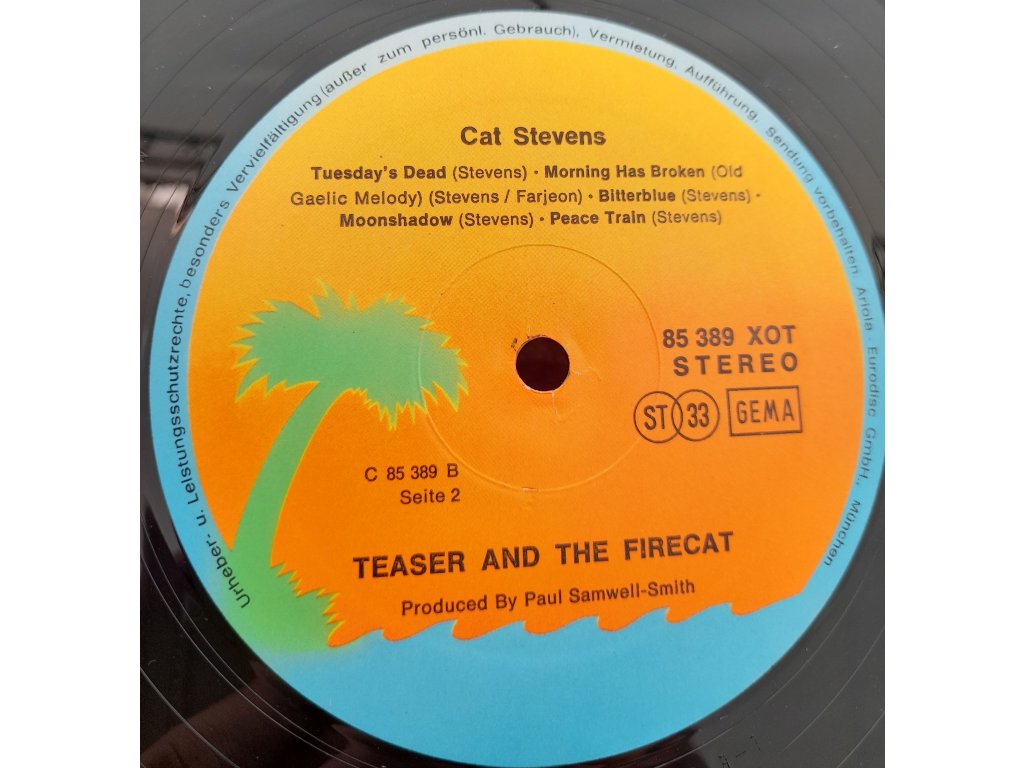 Urheber- u. Leistungsschutzrechte, besonders Vervielfältigung (außer zum persönl. Gebrauch), Vermietung, Aufführung, Sendung vorbehalten. Ariola - Eurodisc GmbH., München
Cat Stevens
Tuesday's Dead (Stevens) · Morning Has Broken (Old
Gaelic Melody) (Stevens / Farjeon) · Bitterblue (Stevens) ·
Moonshadow (Stevens) · Peace Train (Stevens)
85 389 XOT
STEREO
ST 33 GEMA
C 85 389 B
Seite 2
TEASER AND THE FIRECAT
Produced By Paul Samwell-Smith